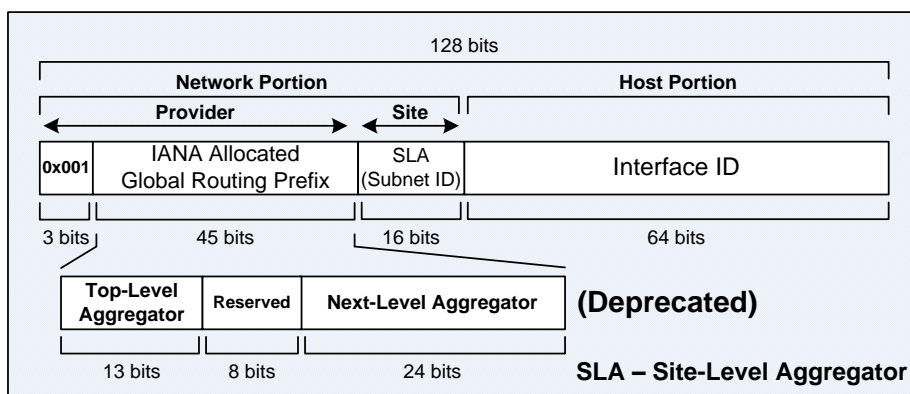 128 bits
Network Portion Host Portion
Provider Site
0x001 IANA Allocated Global Routing Prefix SLA (Subnet ID) Interface ID
3 bits 45 bits 16 bits 64 bits
Top-Level Aggregator Reserved Next-Level Aggregator (Deprecated)
13 bits 8 bits 24 bits SLA – Site-Level Aggregator